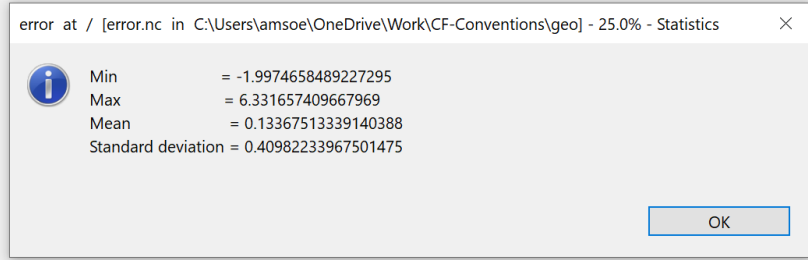 error at / [error.nc in C:\Users\amsoe\OneDrive\Work\CF-Conventions\geo] - 25.0% - Statistics
Min = -1.9974658489227295
Max = 6.331657409667969
Mean = 0.13367513339140388
Standard deviation = 0.40982233967501475
OK